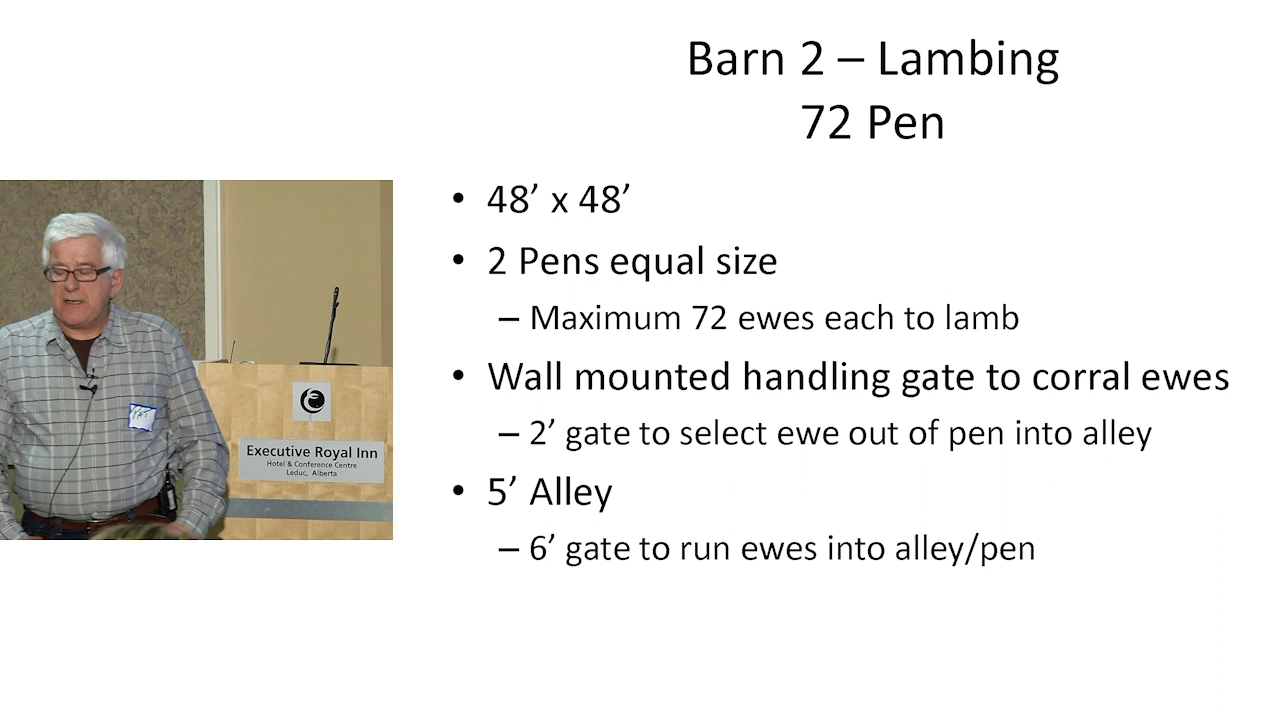 Barn 2 – Lambing
72 Pen
• 48’ x 48’
• 2 Pens equal size
– Maximum 72 ewes each to lamb
• Wall mounted handling gate to corral ewes
– 2’ gate to select ewe out of pen into alley
• 5’ Alley
– 6’ gate to run ewes into alley/pen
PAT
Executive Royal Inn
Hotel & Conference Centre
Leduc, Alberta